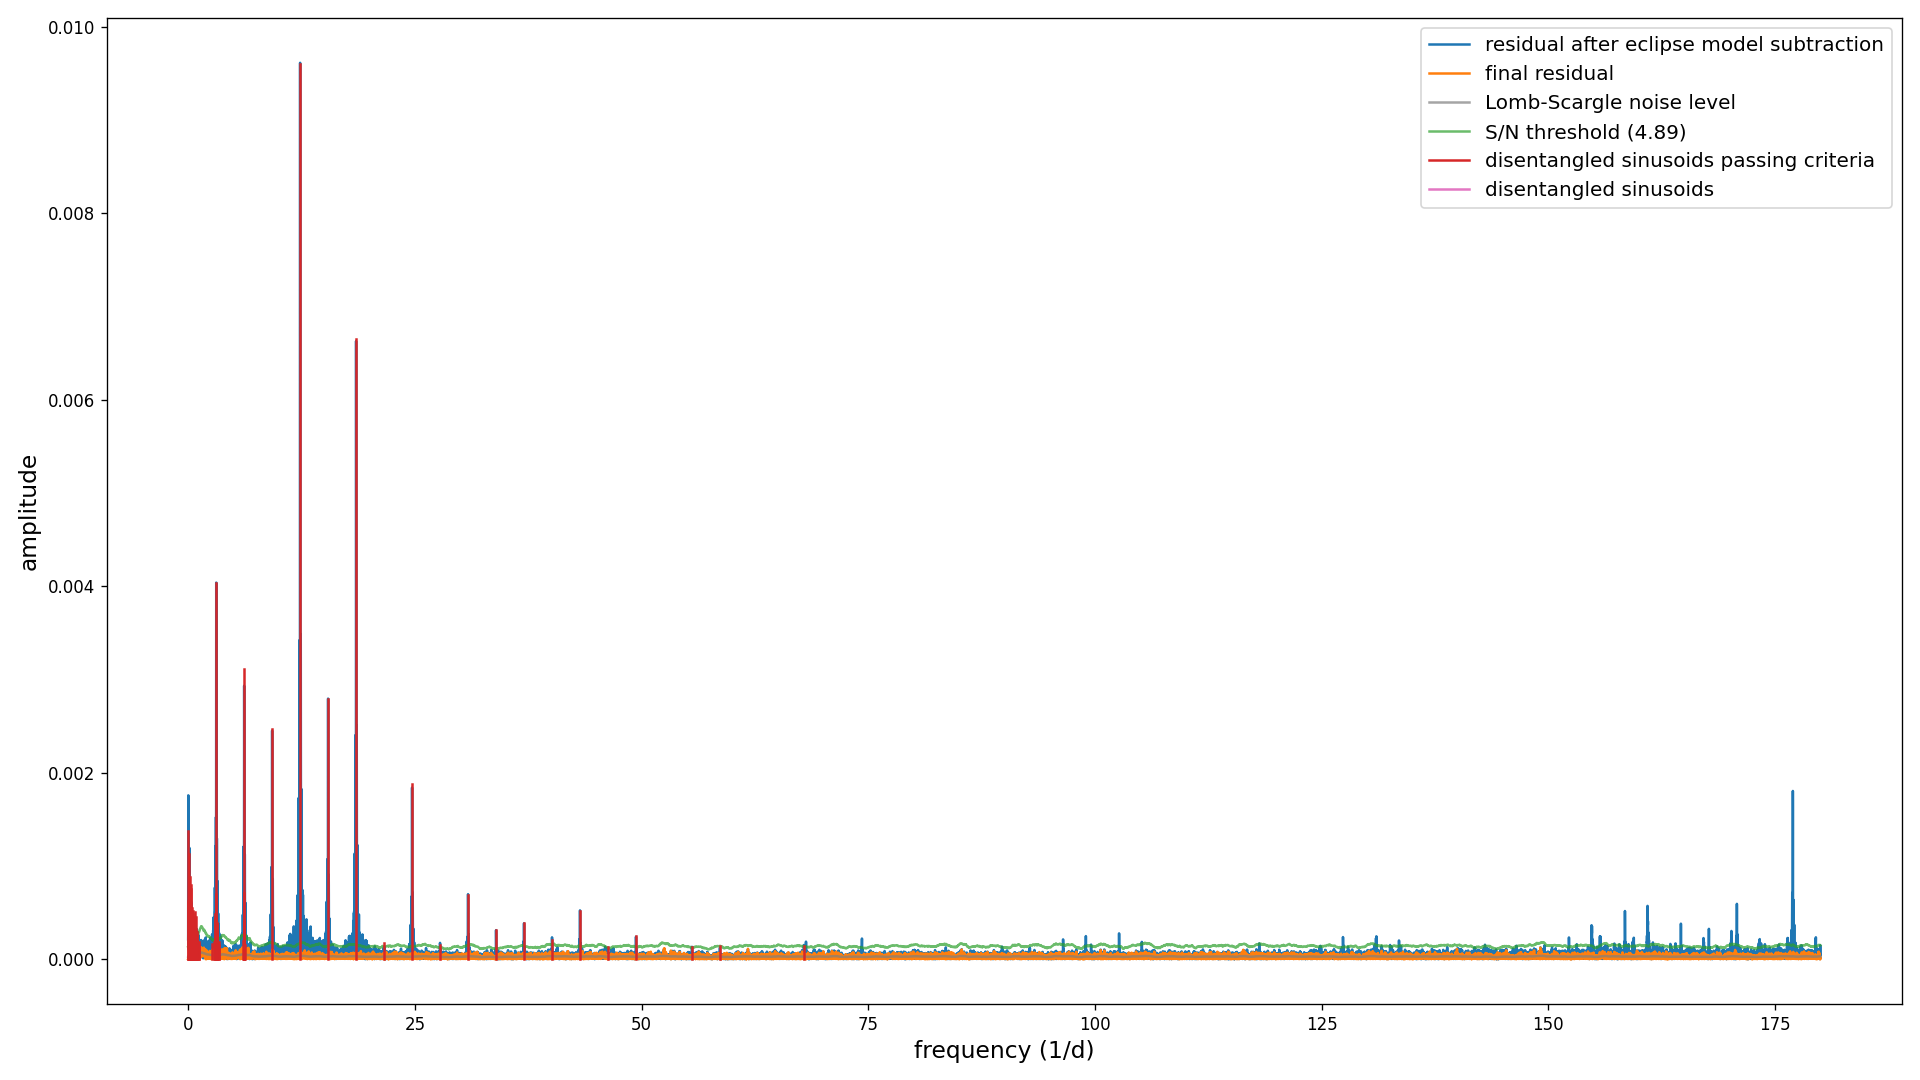 0.010
0.008
0.006
0.004
0.002
0.000
amplitude
0
25
50
75
100
125
150
175
frequency (1/d)
residual after eclipse model subtraction
final residual
Lomb-Scargle noise level
S/N threshold (4.89)
disentangled sinusoids passing criteria
disentangled sinusoids